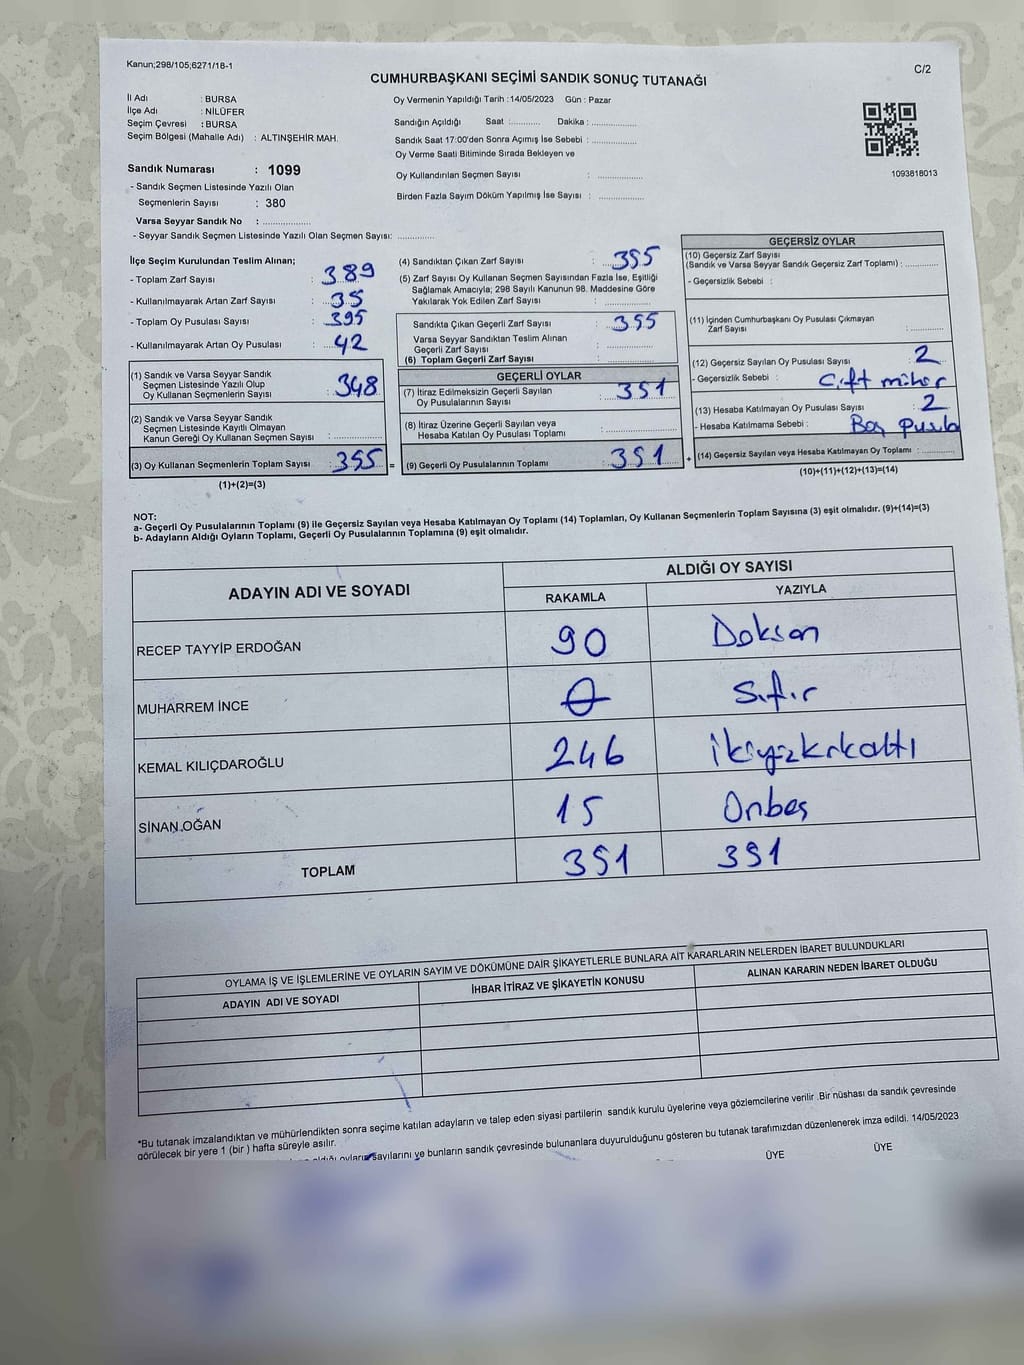 Kanun;298/105;6271/18-1
C/2
CUMHURBAŞKANI SEÇİMİ SANDIK SONUÇ TUTANAĞI
İl Adı : BURSA
İlçe Adı : NİLÜFER
Seçim Çevresi : BURSA
Seçim Bölgesi (Mahalle Adı) : ALTINŞEHİR MAH.
Oy Vermenin Yapıldığı Tarih :14/05/2023 Gün : Pazar
Sandığın Açıldığı Saat :........... Dakika :...................
Sandık Saat 17:00'den Sonra Açımış İse Sebebi : ...................
Oy Verme Saati Bitiminde Sırada Bekleyen ve
Oy Kullandırılan Seçmen Sayısı : ...................
Birden Fazla Sayım Döküm Yapılmış İse Sayısı : ...................
1093818013
Sandık Numarası : 1099
- Sandık Seçmen Listesinde Yazılı Olan
Seçmenlerin Sayısı : 380
Varsa Seyyar Sandık No : ...............
- Seyyar Sandık Seçmen Listesinde Yazılı Olan Seçmen Sayısı: ...............
İlçe Seçim Kurulundan Teslim Alınan;
- Toplam Zarf Sayısı : 389
- Kullanılmayarak Artan Zarf Sayısı : 35
- Toplam Oy Pusulası Sayısı : 395
- Kullanılmayarak Artan Oy Pusulası : 42
(1) Sandık ve Varsa Seyyar Sandık
Seçmen Listesinde Yazılı Olup
Oy Kullanan Seçmenlerin Sayısı : 348
(2) Sandık ve Varsa Seyyar Sandık
Seçmen Listesinde Kayıtlı Olmayan
Kanun Gereği Oy Kullanan Seçmen Sayısı : ...............
(3) Oy Kullanan Seçmenlerin Toplam Sayısı : 355 =
(1)+(2)=(3)
(4) Sandıktan Çıkan Zarf Sayısı : 355
(5) Zarf Sayısı Oy Kullanan Seçmen Sayısından Fazla İse, Eşitliği
Sağlamak Amacıyla; 298 Sayılı Kanunun 98. Maddesine Göre
Yakılarak Yok Edilen Zarf Sayısı : ...............
Sandıkta Çıkan Geçerli Zarf Sayısı : 355
Varsa Seyyar Sandıktan Teslim Alınan
Geçerli Zarf Sayısı : ...............
(6) Toplam Geçerli Zarf Sayısı : ...............
GEÇERLİ OYLAR
(7) İtiraz Edilmeksizin Geçerli Sayılan
Oy Pusulalarının Sayısı : 351
(8) İtiraz Üzerine Geçerli Sayılan veya
Hesaba Katılan Oy Pusulası Toplamı : ...............
(9) Geçerli Oy Pusulalarının Toplamı : 351 +
GEÇERSİZ OYLAR
(10) Geçersiz Zarf Sayısı
(Sandık ve Varsa Seyyar Sandık Geçersiz Zarf Toplamı) : ...............
- Geçersizlik Sebebi :
(11) İçinden Cumhurbaşkanı Oy Pusulası Çıkmayan
Zarf Sayısı : ...............
(12) Geçersiz Sayılan Oy Pusulası Sayısı : 2
- Geçersizlik Sebebi : Çift mühür
(13) Hesaba Katılmayan Oy Pusulası Sayısı : 2
- Hesaba Katılmama Sebebi : Boş Pusula
(14) Geçersiz Sayılan veya Hesaba Katılmayan Oy Toplamı : ...............
(10)+(11)+(12)+(13)=(14)
NOT:
a- Geçerli Oy Pusulalarının Toplamı (9) ile Geçersiz Sayılan veya Hesaba Katılmayan Oy Toplamı (14) Toplamları, Oy Kullanan Seçmenlerin Toplam Sayısına (3) eşit olmalıdır. (9)+(14)=(3)
b- Adayların Aldığı Oyların Toplamı, Geçerli Oy Pusulalarının Toplamına (9) eşit olmalıdır.
ADAYIN ADI VE SOYADI
ALDIĞI OY SAYISI
RAKAMLA YAZIYLA
RECEP TAYYİP ERDOĞAN 90 Doksan
MUHARREM İNCE 0 Sıfır
KEMAL KILIÇDAROĞLU 246 ikiyüzkırkaltı
SİNAN OĞAN 15 Onbeş
TOPLAM 351 351
OYLAMA İŞ VE İŞLEMLERİNE VE OYLARIN SAYIM VE DÖKÜMÜNE DAİR ŞİKAYETLERLE BUNLARA AİT KARARLARIN NELERDEN İBARET BULUNDUKLARI
ADAYIN ADI VE SOYADI İHBAR İTİRAZ VE ŞİKAYETİN KONUSU ALINAN KARARIN NEDEN İBARET OLDUĞU
*Bu tutanak imzalandıktan ve mühürlendikten sonra seçime katılan adayların ve talep eden siyasi partilerin sandık kurulu üyelerine veya gözlemcilerine verilir .Bir nüshası da sandık çevresinde
görülecek bir yere 1 (bir ) hafta süreyle asılır.
aldığı oyların sayılarını ve bunların sandık çevresinde bulunanlara duyurulduğunu gösteren bu tutanak tarafımızdan düzenlenerek imza edildi. 14/05/2023
ÜYE ÜYE